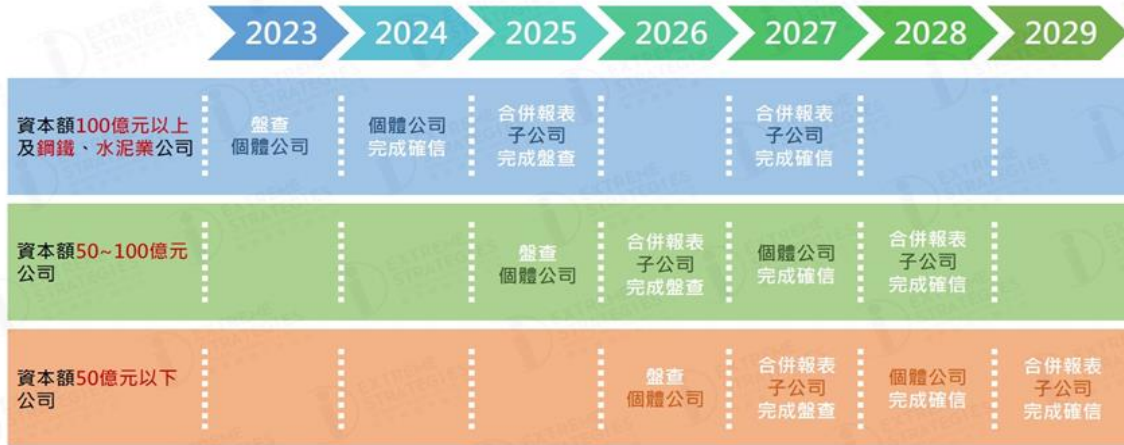 2023 2024 2025 2026 2027 2028 2029
資本額100億元以上
及鋼鐵、水泥業公司
盤查
個體公司
個體公司
完成確信
合併報表
子公司
完成盤查
合併報表
子公司
完成確信
資本額50~100億元
公司
盤查
個體公司
合併報表
子公司
完成盤查
個體公司
完成確信
合併報表
子公司
完成確信
資本額50億元以下
公司
盤查
個體公司
合併報表
子公司
完成盤查
個體公司
完成確信
合併報表
子公司
完成確信
EXTREME
STRATEGIES